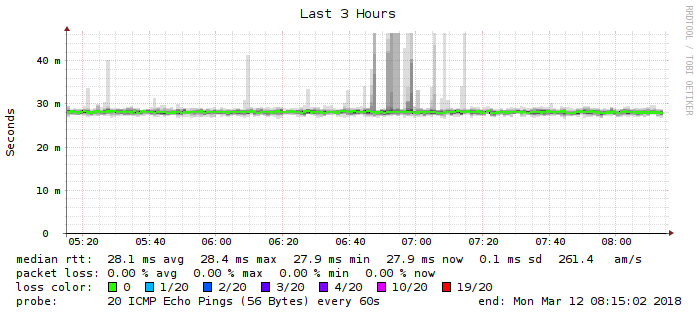 Last 3 Hours
RRDTOOL / TOBI OETIKER
Seconds
40 m
30 m
20 m
10 m
0
05:20 05:40 06:00 06:20 06:40 07:00 07:20 07:40 08:00
median rtt: 28.1 ms avg 28.4 ms max 27.9 ms min 27.9 ms now 0.1 ms sd 261.4 am/s
packet loss: 0.00 % avg 0.00 % max 0.00 % min 0.00 % now
loss color: 0 1/20 2/20 3/20 4/20 10/20 19/20
probe: 20 ICMP Echo Pings (56 Bytes) every 60s end: Mon Mar 12 08:15:02 2018